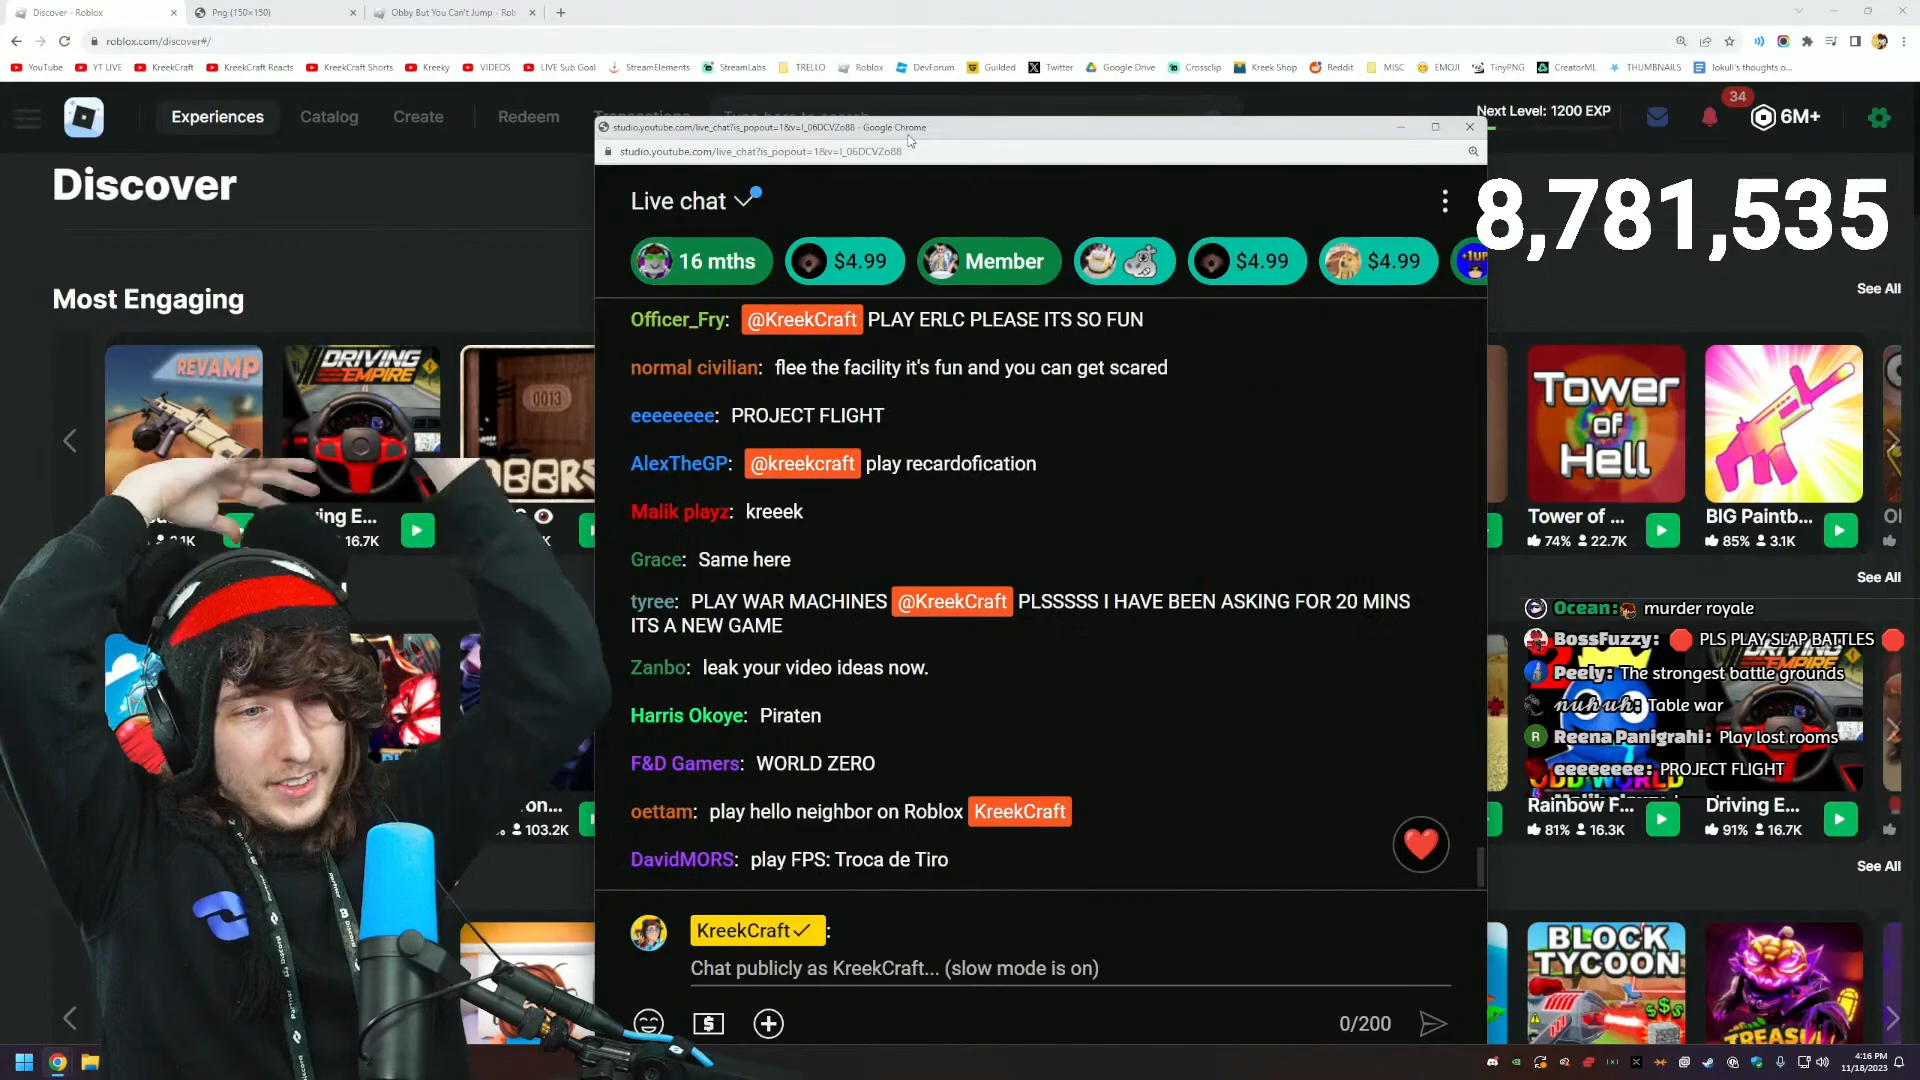 Discover - Roblox
Png (150×150)
Obby But You Can't Jump - Rob
roblox.com/discover#/
YouTube
YT LIVE
KreekCraft
KreekCraft Reacts
KreekCraft Shorts
Kreeky
VIDEOS
LIVE Sub Goal
StreamElements
StreamLabs
TRELLO
Roblox
DevForum
Guilded
Twitter
Google Drive
Crossclip
Kreek Shop
Reddit
MISC
EMOJI
TinyPNG
CreatorML
THUMBNAILS
Jokull's thoughts o...
Experiences
Catalog
Create
Redeem
Next Level: 1200 EXP
34
6M+
studio.youtube.com/live_chat?is_popout=1&v=l_06DCVZo88 - Google Chrome
studio.youtube.com/live_chat?is_popout=1&v=l_06DCVZo88
Discover
Live chat
8,781,535
16 mths
$4.99
Member
$4.99
$4.99
+1UP
See All
Most Engaging
Officer_Fry: @KreekCraft PLAY ERLC PLEASE ITS SO FUN
normal civilian: flee the facility it's fun and you can get scared
eeeeeeee: PROJECT FLIGHT
AlexTheGP: @kreekcraft play recardofication
Malik playz: kreeek
Grace: Same here
tyree: PLAY WAR MACHINES @KreekCraft PLSSSSS I HAVE BEEN ASKING FOR 20 MINS
ITS A NEW GAME
Zanbo: leak your video ideas now.
Harris Okoye: Piraten
F&D Gamers: WORLD ZERO
oettam: play hello neighbor on Roblox KreekCraft
DavidMORS: play FPS: Troca de Tiro
KreekCraft✓:
Chat publicly as KreekCraft... (slow mode is on)
0/200
REVAMP
DRIVING
EMPIRE
0013
16.7K
103.2K
Tower
of
Hell
Tower of ...
74% 22.7K
BIG Paintb...
85% 3.1K
See All
Ocean: murder royale
BossFuzzy: PLS PLAY SLAP BATTLES
Peely: The strongest battle grounds
nuh uh: Table war
Reena Panigrahi: Play lost rooms
eeeeeeee: PROJECT FLIGHT
ODD WORLD
Rainbow F...
81% 16.3K
Driving E...
91% 16.7K
See All
BLOCK
TYCOON
4:16 PM
11/18/2023